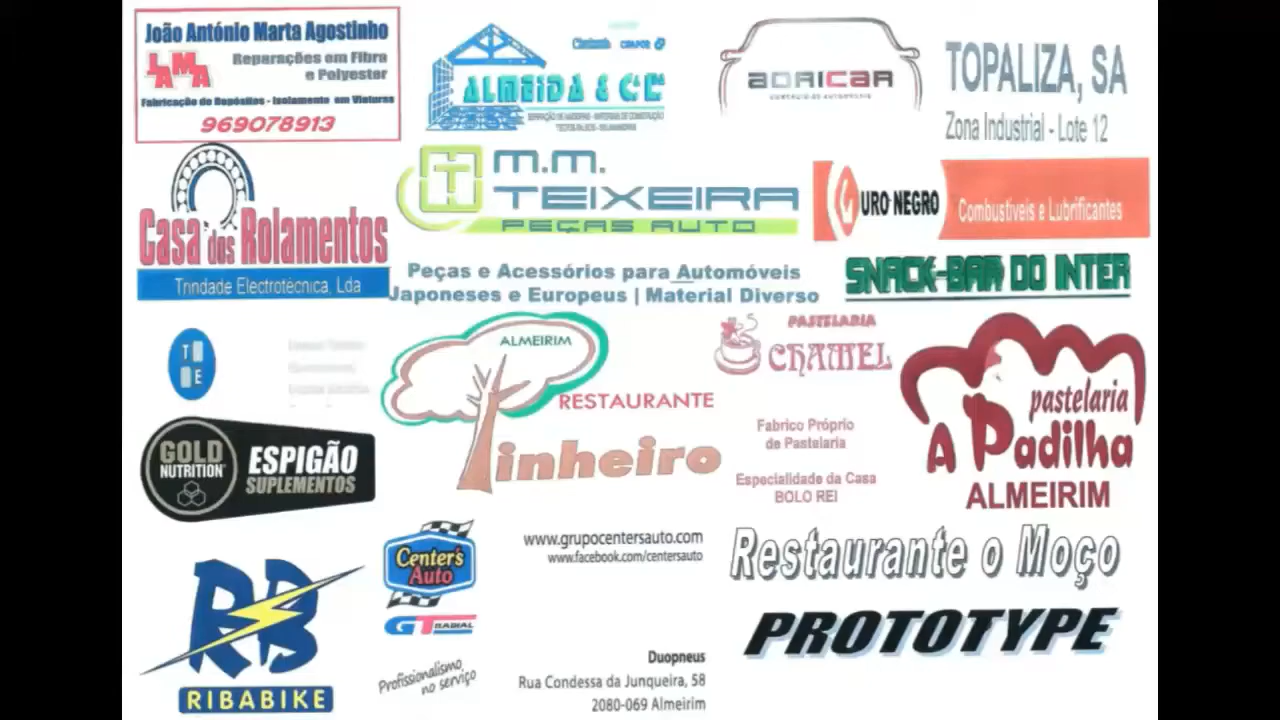 João António Marta Agostinho
LAMA
Reparações em Fibra
e Polyester
Fabricação de Depósitos - Isolamento em Viaturas
969078913
ALMEIDA & Cª Lda
ADRICAR
TOPALIZA, SA
Zona Industrial - Lote 12
Casa dos Rolamentos
Trindade Electrotécnica, Lda
M.M.
TEIXEIRA
PEÇAS AUTO
Peças e Acessórios para Automóveis
Japoneses e Europeus | Material Diverso
OURO NEGRO
Combustíveis e Lubrificantes
SNACK-BAR DO INTER
T
E
ALMEIRIM
RESTAURANTE
Pinheiro
PASTELARIA
CHAMEL
Fabrico Próprio
de Pastelaria
Especialidade da Casa
BOLO REI
pastelaria
A Padilha
ALMEIRIM
GOLD
NUTRITION
ESPIGÃO
SUPLEMENTOS
RB
RIBABIKE
Center's
Auto
GT RADIAL
Profissionalismo
no serviço
www.grupocentersauto.com
www.facebook.com/centersauto
Duopneus
Rua Condessa da Junqueira, 58
2080-069 Almeirim
Restaurante o Moço
PROTOTYPE